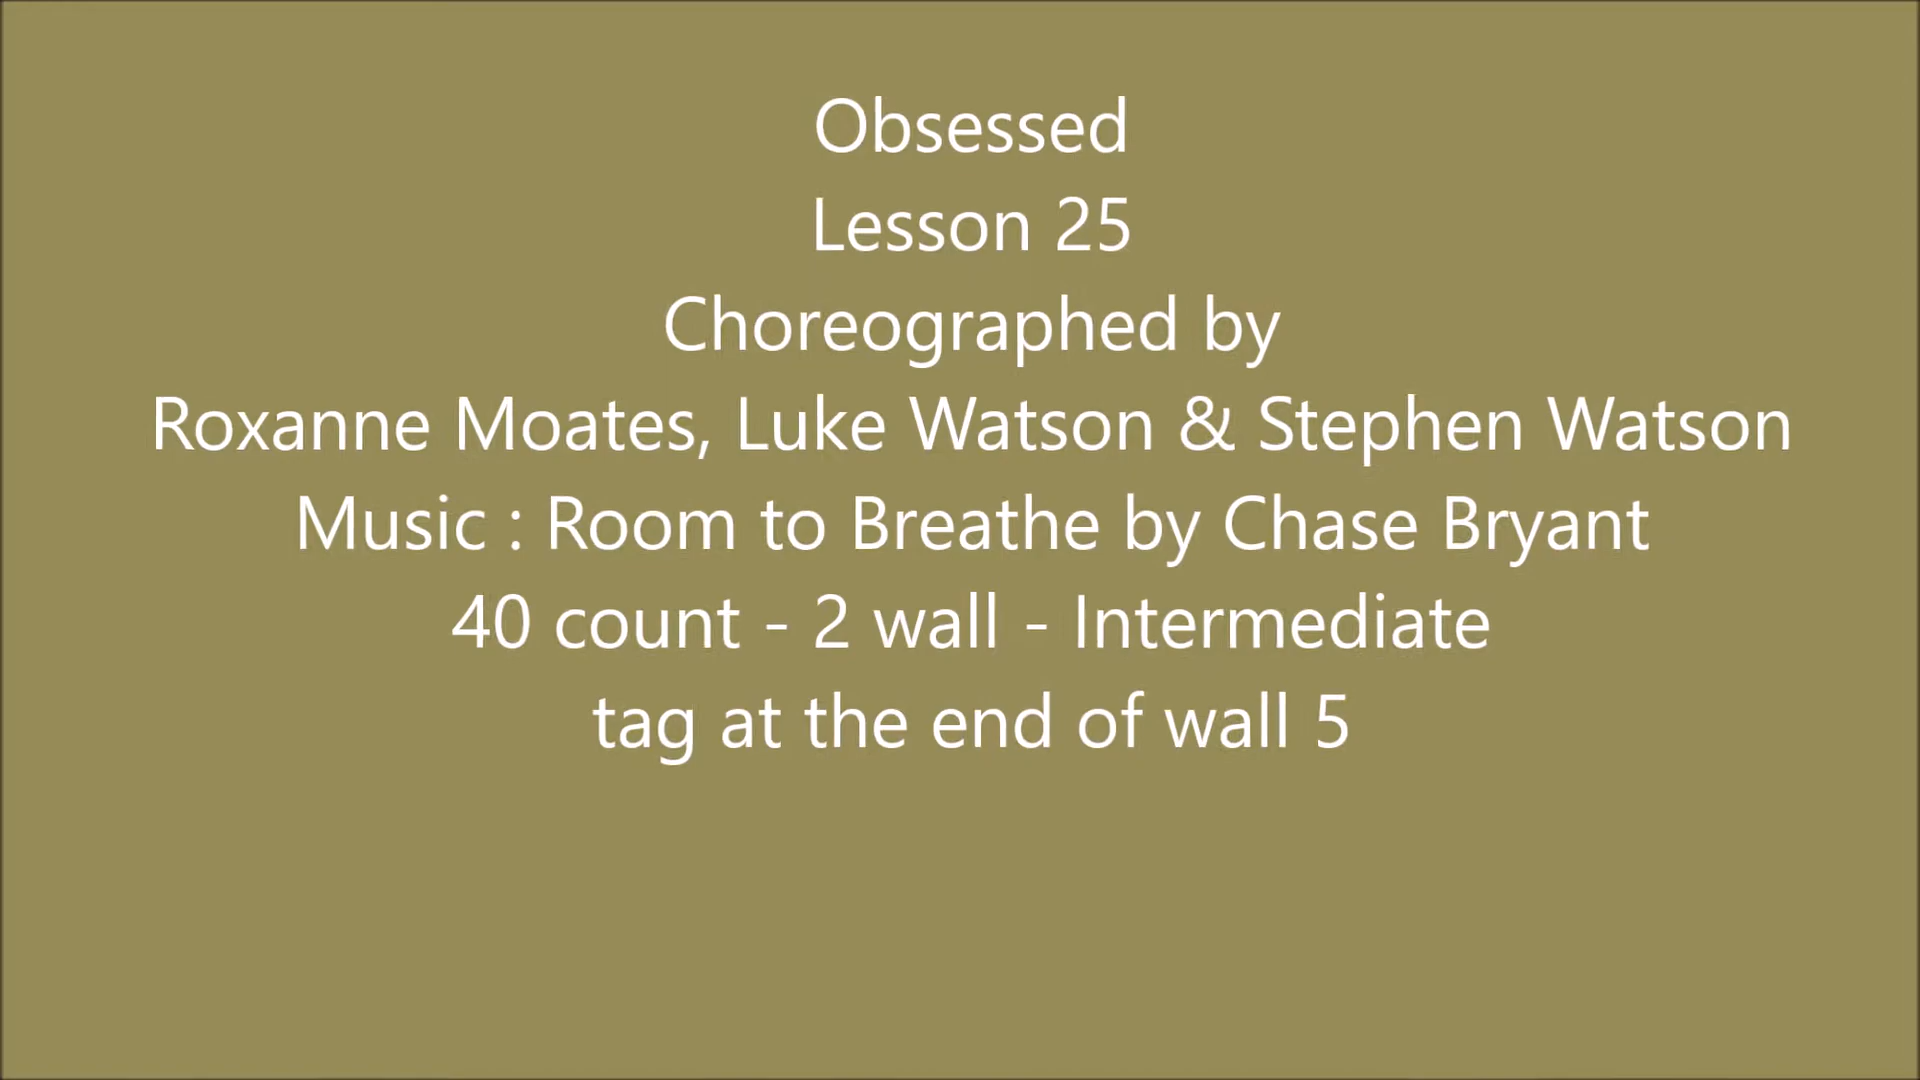 Obsessed
Lesson 25
Choreographed by
Roxanne Moates, Luke Watson & Stephen Watson
Music : Room to Breathe by Chase Bryant
40 count - 2 wall - Intermediate
tag at the end of wall 5